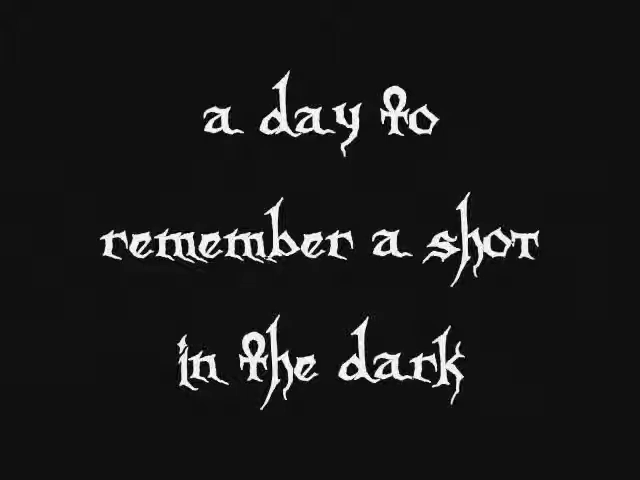 a day to
remember a shot
in the dark